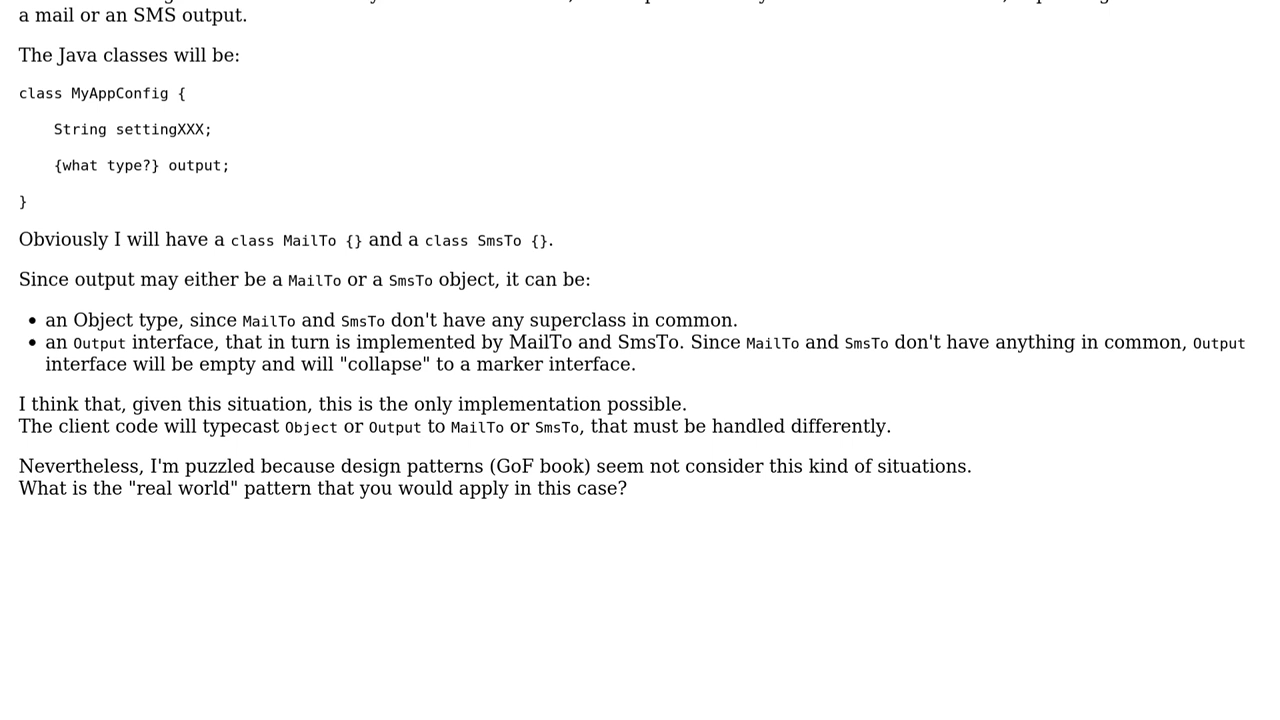 a mail or an SMS output.
The Java classes will be:
class MyAppConfig {
String settingXXX;
{what type?} output;
}
Obviously I will have a class MailTo {} and a class SmsTo {}.
Since output may either be a MailTo or a SmsTo object, it can be:
• an Object type, since MailTo and SmsTo don't have any superclass in common.
• an Output interface, that in turn is implemented by MailTo and SmsTo. Since MailTo and SmsTo don't have anything in common, Output
interface will be empty and will "collapse" to a marker interface.
I think that, given this situation, this is the only implementation possible.
The client code will typecast Object or Output to MailTo or SmsTo, that must be handled differently.
Nevertheless, I'm puzzled because design patterns (GoF book) seem not consider this kind of situations.
What is the "real world" pattern that you would apply in this case?